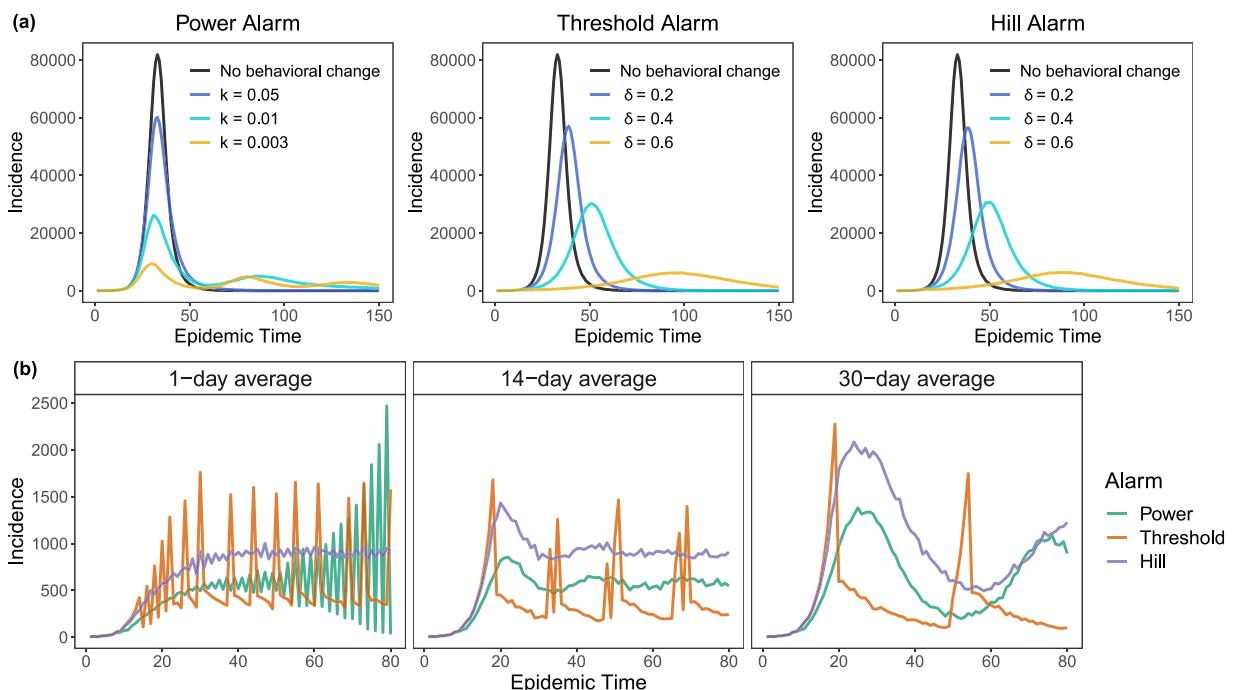 (a)
Power Alarm
Threshold Alarm
Hill Alarm
80000
60000
40000
20000
0
Incidence
No behavioral change
k = 0.05
k = 0.01
k = 0.003
0 50 100 150
Epidemic Time
80000
60000
40000
20000
0
Incidence
No behavioral change
δ = 0.2
δ = 0.4
δ = 0.6
0 50 100 150
Epidemic Time
80000
60000
40000
20000
0
Incidence
No behavioral change
δ = 0.2
δ = 0.4
δ = 0.6
0 50 100 150
Epidemic Time
(b)
1−day average
14−day average
30−day average
2500
2000
1500
1000
500
0
Incidence
0 20 40 60 80
0 20 40 60 80
0 20 40 60 80
Epidemic Time
Alarm
Power
Threshold
Hill